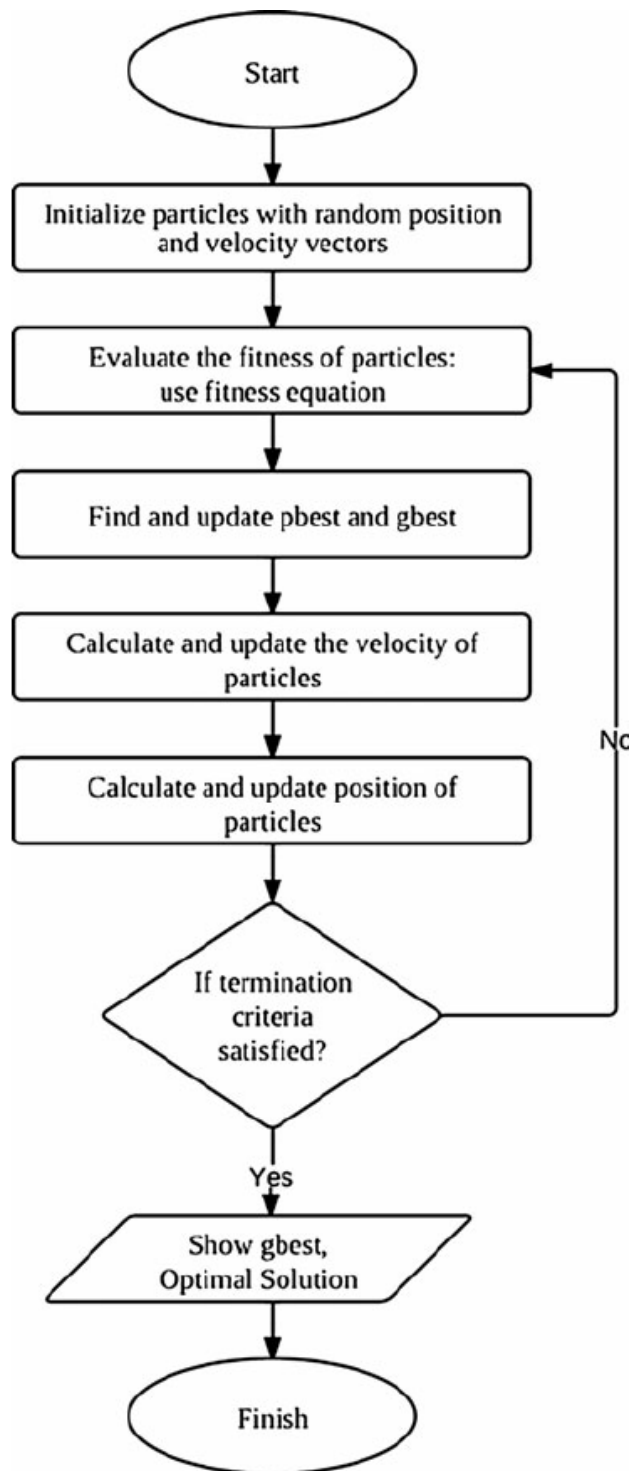 Start
Initialize particles with random position
and velocity vectors
Evaluate the fitness of particles:
use fitness equation
Find and update pbest and gbest
Calculate and update the velocity of
particles
Calculate and update position of
particles
No
If termination
criteria
satisfied?
Yes
Show gbest,
Optimal Solution
Finish